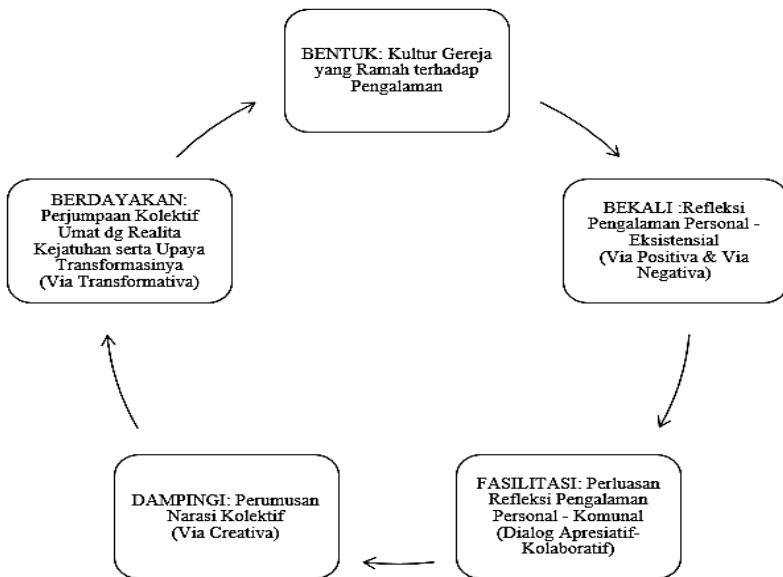 BENTUK: Kultur Gereja
yang Ramah terhadap
Pengalaman
BEKALI :Refleksi
Pengalaman Personal -
Eksistensial
(Via Positiva & Via
Negativa)
FASILITASI: Perluasan
Refleksi Pengalaman
Personal - Komunal
(Dialog Apresiatif-
Kolaboratif)
DAMPINGI: Perumusan
Narasi Kolektif
(Via Creativa)
BERDAYAKAN:
Perjumpaan Kolektif
Umat dg Realita
Kejatuhan serta Upaya
Transformasinya
(Via Transformativa)